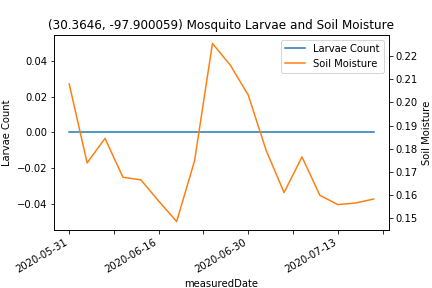 (30.3646, -97.900059) Mosquito Larvae and Soil Moisture
Larvae Count
Soil Moisture
0.04
0.02
0.00
−0.02
−0.04
Larvae Count
0.22
0.21
0.20
0.19
0.18
0.17
0.16
0.15
Soil Moisture
2020-05-31
2020-06-16
2020-06-30
2020-07-13
measuredDate